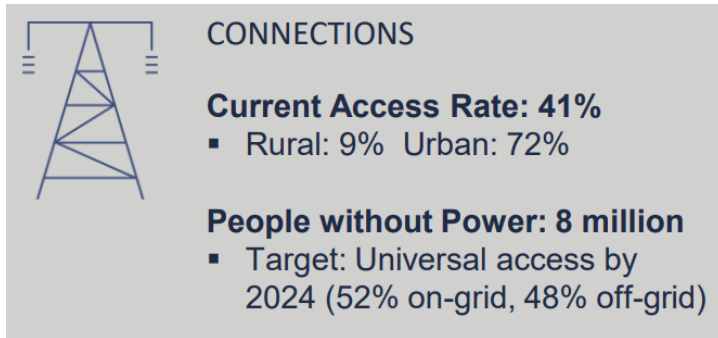 CONNECTIONS
Current Access Rate: 41%
▪ Rural: 9% Urban: 72%
People without Power: 8 million
▪ Target: Universal access by
2024 (52% on-grid, 48% off-grid)